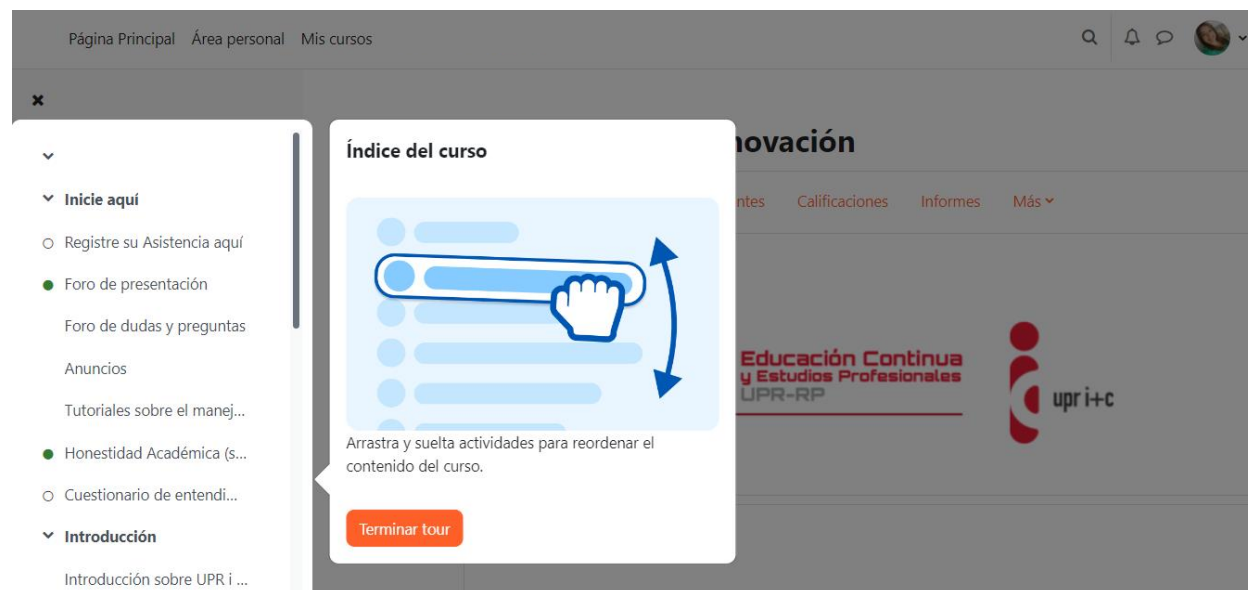 Página Principal Área personal Mis cursos
novación
Índice del curso
Inicie aquí
Registre su Asistencia aquí
Foro de presentación
Foro de dudas y preguntas
Anuncios
Tutoriales sobre el manej...
Honestidad Académica (s...
Cuestionario de entendi...
Introducción
Introducción sobre UPR i ...
Arrastra y suelta actividades para reordenar el
contenido del curso.
Terminar tour
ntes Calificaciones Informes Más
Educación Continua
y Estudios Profesionales
UPR-RP
upr i+c